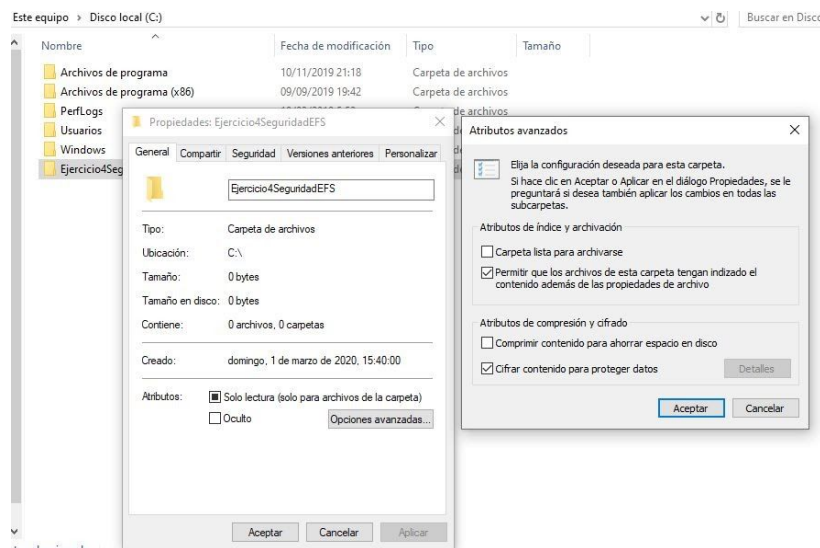 Este equipo > Disco local (C:)
Buscar en Disco
Nombre Fecha de modificación Tipo Tamaño
Archivos de programa 10/11/2019 21:18 Carpeta de archivos
Archivos de programa (x86) 09/09/2019 19:42 Carpeta de archivos
PerfLogs de archivos
Usuarios
Windows
Ejercicio4Seg
Propiedades: Ejercicio4SeguridadEFS
General Compartir Seguridad Versiones anteriores Personalizar
Ejercicio4SeguridadEFS
Tipo: Carpeta de archivos
Ubicación: C:\
Tamaño: 0 bytes
Tamaño en disco: 0 bytes
Contiene: 0 archivos, 0 carpetas
Creado: domingo, 1 de marzo de 2020, 15:40:00
Atributos: Solo lectura (solo para archivos de la carpeta)
Oculto Opciones avanzadas...
Aceptar Cancelar Aplicar
Atributos avanzados
Elija la configuración deseada para esta carpeta.
Si hace clic en Aceptar o Aplicar en el diálogo Propiedades, se le
preguntará si desea también aplicar los cambios en todas las
subcarpetas.
Atributos de índice y archivación
Carpeta lista para archivarse
Permitir que los archivos de esta carpeta tengan indizado el
contenido además de las propiedades de archivo
Atributos de compresión y cifrado
Comprimir contenido para ahorrar espacio en disco
Cifrar contenido para proteger datos Detalles
Aceptar Cancelar